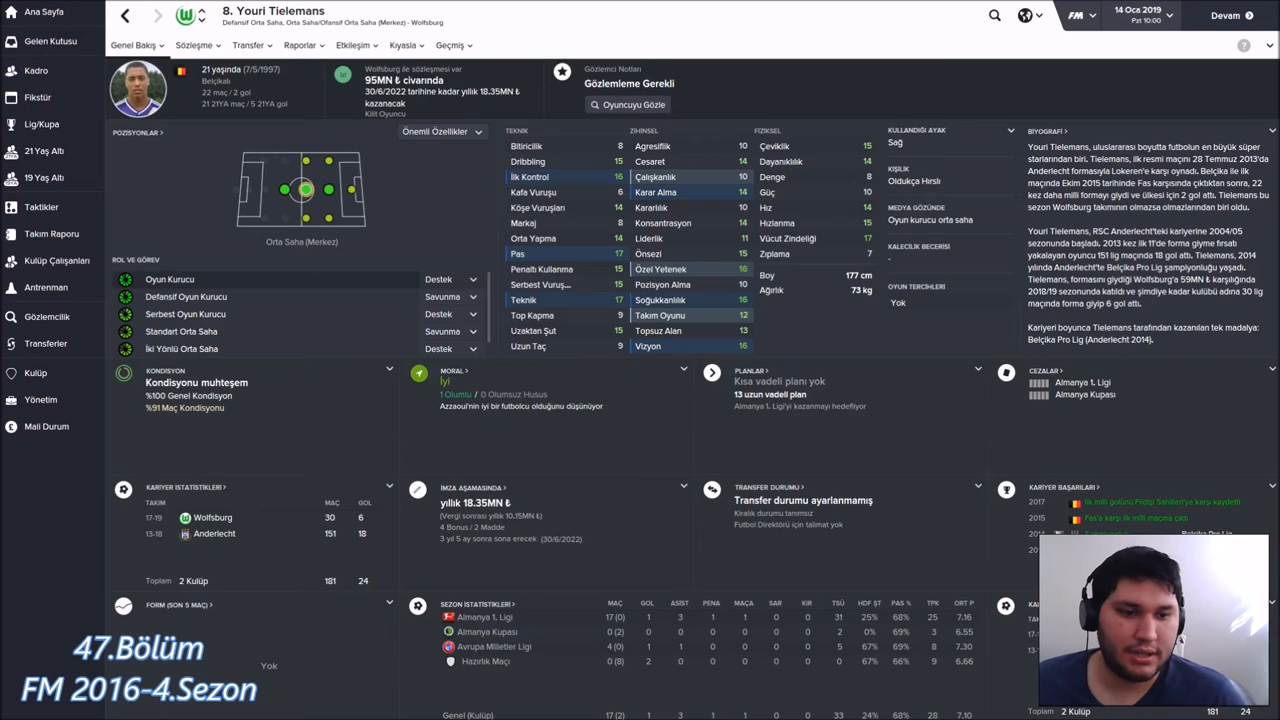 Ana Sayfa
Gelen Kutusu
Kadro
Fikstür
Lig/Kupa
21 Yaş Altı
19 Yaş Altı
Taktikler
Takım Raporu
Kulüp Çalışanları
Antrenman
Gözlemcilik
Transferler
Kulüp
Yönetim
Mali Durum
8. Youri Tielemans
Defansif Orta Saha, Orta Saha/Ofansif Orta Saha (Merkez) - Wolfsburg
FM
14 Oca 2019
Pzt 10:00
Devam
Genel Bakış
Sözleşme
Transfer
Raporlar
Etkileşim
Kıyasla
Geçmiş
21 yaşında (7/5/1997)
Belçikalı
22 maç / 2 gol
21 21YA maç / 5 21YA gol
Wolfsburg ile sözleşmesi var
95MN ₺ civarında
30/6/2022 tarihine kadar yıllık 18.35MN ₺
kazanacak
Kilit Oyuncu
Gözlemci Notları
Gözlemleme Gerekli
Oyuncuyu Gözle
POZİSYONLAR
Önemli Özellikler
Orta Saha (Merkez)
ROL VE GÖREV
Oyun Kurucu Destek
Defansif Oyun Kurucu Savunma
Serbest Oyun Kurucu Destek
Standart Orta Saha Savunma
İki Yönlü Orta Saha Destek
TEKNİK
Bitiricilik 8
Dribbling 15
İlk Kontrol 16
Kafa Vuruşu 6
Köşe Vuruşları 14
Markaj 8
Orta Yapma 14
Pas 17
Penaltı Kullanma 15
Serbest Vuruş... 15
Teknik 17
Top Kapma 9
Uzaktan Şut 15
Uzun Taç 9
ZİHİNSEL
Agresiflik 10
Cesaret 14
Çalışkanlık 10
Karar Alma 14
Kararlılık 10
Konsantrasyon 14
Liderlik 11
Önsezi 15
Özel Yetenek 16
Pozisyon Alma 10
Soğukkanlılık 16
Takım Oyunu 12
Topsuz Alan 13
Vizyon 16
FİZİKSEL
Çeviklik 15
Dayanıklılık 14
Denge 8
Güç 10
Hız 14
Hızlanma 15
Vücut Zindeliği 17
Zıplama 7
Boy 177 cm
Ağırlık 73 kg
KULLANDIĞI AYAK
Sağ
KİŞİLİK
Oldukça Hırslı
MEDYA GÖZÜNDE
Oyun kurucu orta saha
KALECİLİK BECERİSİ
-
OYUN TERCİHLERİ
Yok
BİYOGRAFİ
Youri Tielemans, uluslararası boyutta futbolun en büyük süper
starlarından biri. Tielemans, ilk resmi maçını 28 Temmuz 2013'da
Anderlecht formasıyla Lokeren'e karşı oynadı. Belçika ile ilk
maçında Ekim 2015 tarihinde Fas karşısında çıktıktan sonra, 22
kez daha milli formayı giydi ve ülkesi için 2 gol attı. Tielemans
bu sezon Wolfsburg takımının olmazsa olmazlarından biri oldu.
Youri Tielemans, RSC Anderlecht'teki kariyerine 2004/05
sezonunda başladı. 2013 kez ilk 11'de forma giyme fırsatı
yakalayan oyuncu 151 lig maçında 18 gol attı. Tielemans, 2014
yılında Anderlecht'te Belçika Pro Lig şampiyonluğu yaşadı.
Tielemans, giydiği Wolfsburg'a 59MN ₺ karşılığında
2018/19 sezonunda katıldı ve şimdiye kadar kulübü adına 30 lig
maçında forma giyip 6 gol attı.
Kariyeri boyunca Tielemans tarafından kazanılan tek madalya:
Belçika Pro Lig (Anderlecht 2014).
KONDİSYON
Kondisyonu muhteşem
%100 Genel Kondisyon
%91 Maç Kondisyonu
MORAL
İyi
1 Olumlu / 0 Olumsuz Husus
Azzaoui'nin iyi bir futbolcu olduğunu düşünüyor
PLANLAR
Kısa vadeli planı yok
13 uzun vadeli plan
Almanya 1. Ligi'yi kazanmayı hedefliyor
CEZALAR
Almanya 1. Ligi
Almanya Kupası
KARİYER İSTATİSTİKLERİ
TAKIM MAÇ GOL
17-19 Wolfsburg 30 6
13-18 Anderlecht 151 18
Toplam 2 Kulüp 181 24
İMZA AŞAMASINDA
yıllık 18.35MN ₺
(Vergi sonrası yıllık 10.15MN ₺)
4 Bonus / 2 Madde
3 yıl 5 ay sonra sona erecek (30/6/2022)
TRANSFER DURUMU
Transfer durumu ayarlanmamış
Kiralık durumu tanımsız
Futbol Direktörü için talimat yok
KARİYER BAŞARILARI
2017 İlk milli golünü Fildişi Sahilleri'ye karşı kaydetti
2015 Fas'a karşı ilk milli maçına çıktı
FORM (SON 5 MAÇ)
Yok
SEZON İSTATİSTİKLERİ MAÇ GOL ASİST PENA MAÇA SAR KIR TSÜ HDF ŞT PAS % TPK ORT P
Almanya 1. Ligi 17 (0) 1 3 1 1 0 0 31 25% 68% 25 7.16
Almanya Kupası 0 (2) 0 0 0 0 0 0 2 0% 69% 3 6.55
Avrupa Milletler Ligi 4 (0) 1 1 0 0 0 0 5 67% 69% 8 7.30
Hazırlık Maçı 0 (8) 2 0 0 0 0 0 0 67% 66% 9 6.66
Genel (Kulüp) 17 (2) 1 3 1 1 0 0 33 24% 68% 28 7.10
Toplam 2 Kulüp 181 24
47.Bölüm
FM 2016-4.Sezon